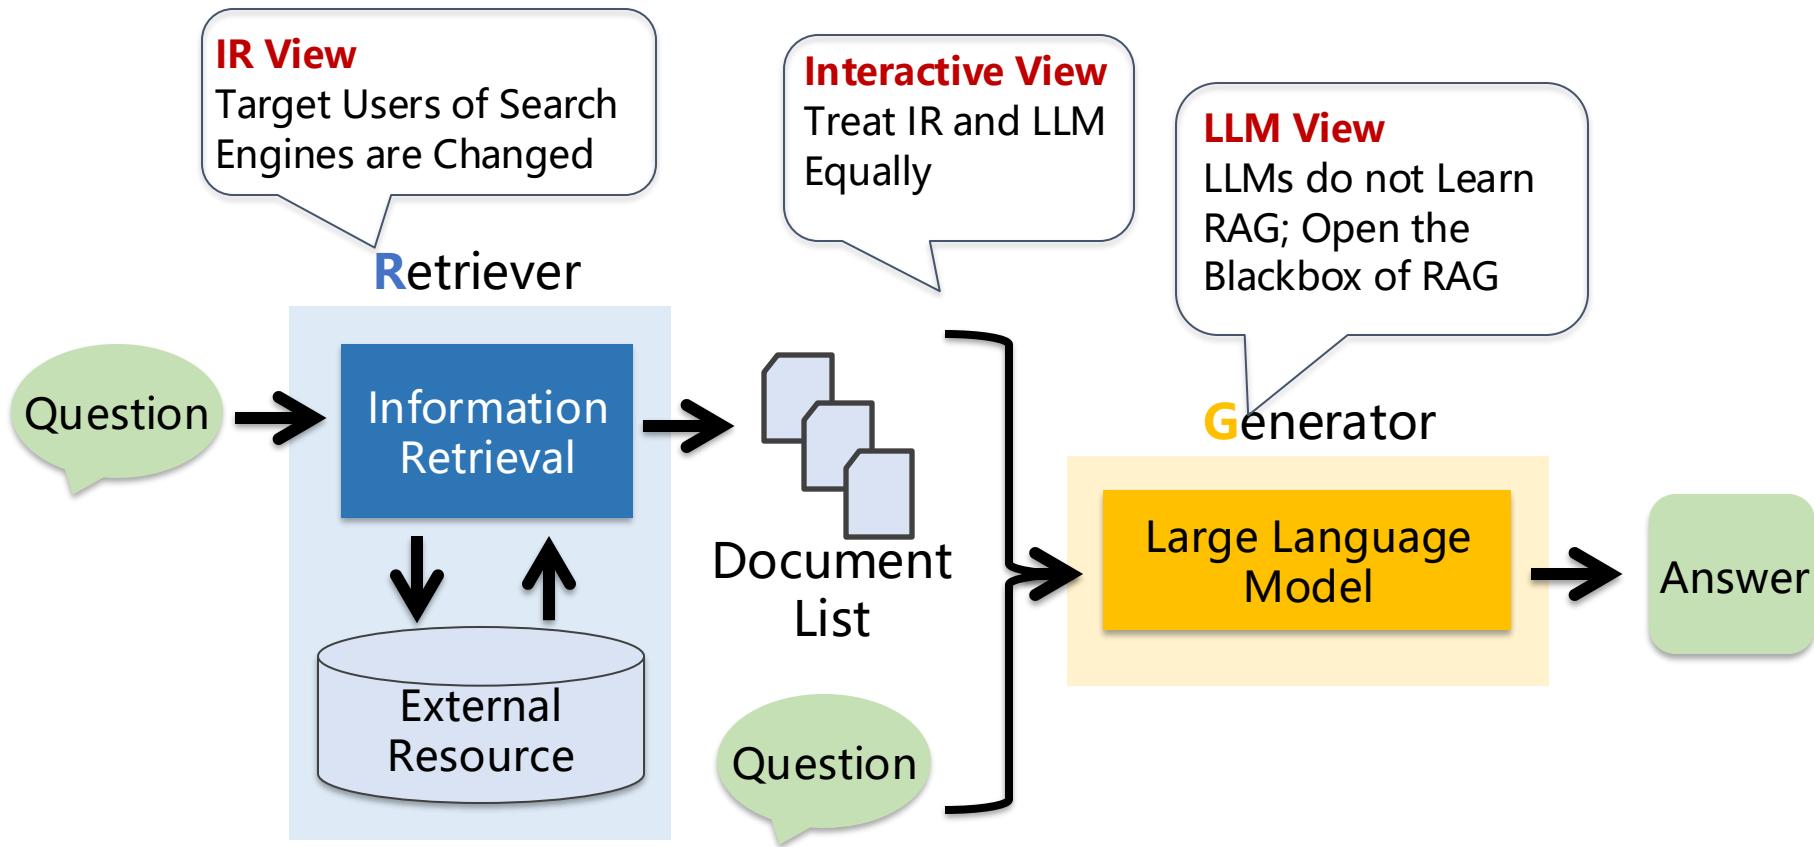 IR View
Target Users of Search
Engines are Changed
Interactive View
Treat IR and LLM
Equally
LLM View
LLMs do not Learn
RAG; Open the
Blackbox of RAG
Retriever
Question
Information
Retrieval
External
Resource
Document
List
Question
Generator
Large Language
Model
Answer